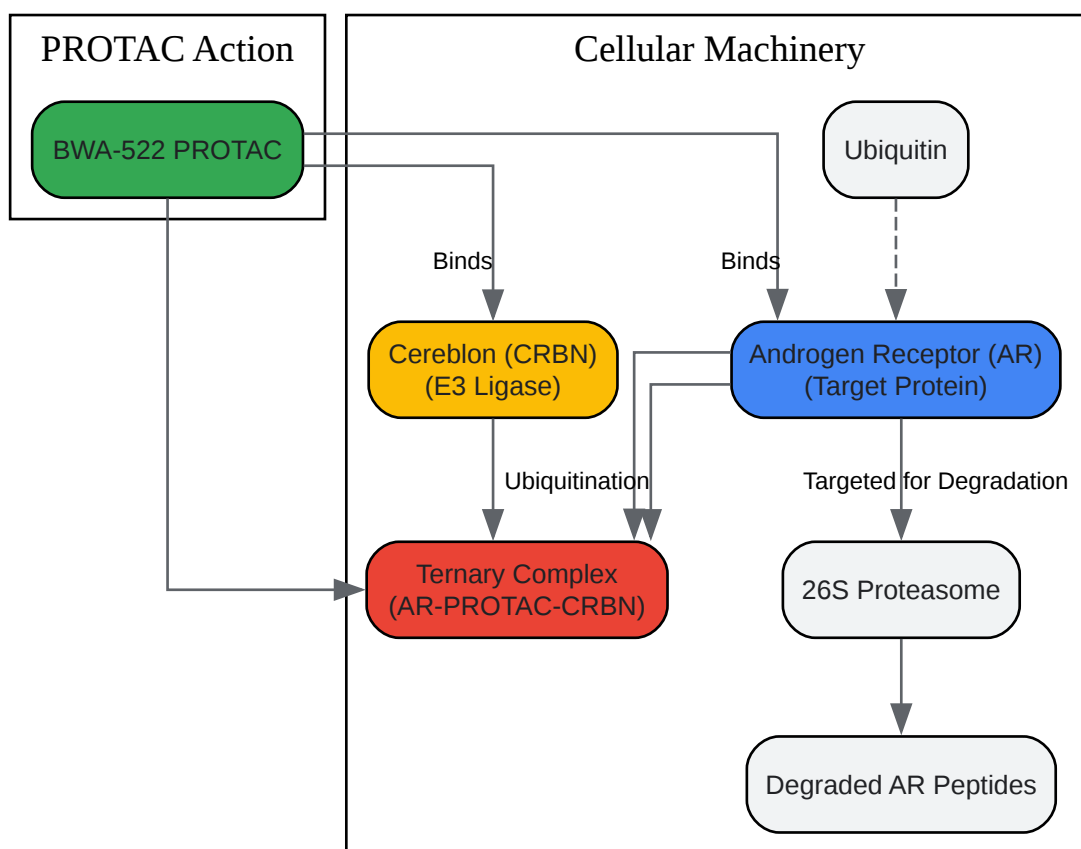 PROTAC Action
Cellular Machinery
BWA-522 PROTAC
Ubiquitin
Binds
Binds
Cereblon (CRBN)
(E3 Ligase)
Androgen Receptor (AR)
(Target Protein)
Ubiquitination
Targeted for Degradation
Ternary Complex
(AR-PROTAC-CRBN)
26S Proteasome
Degraded AR Peptides